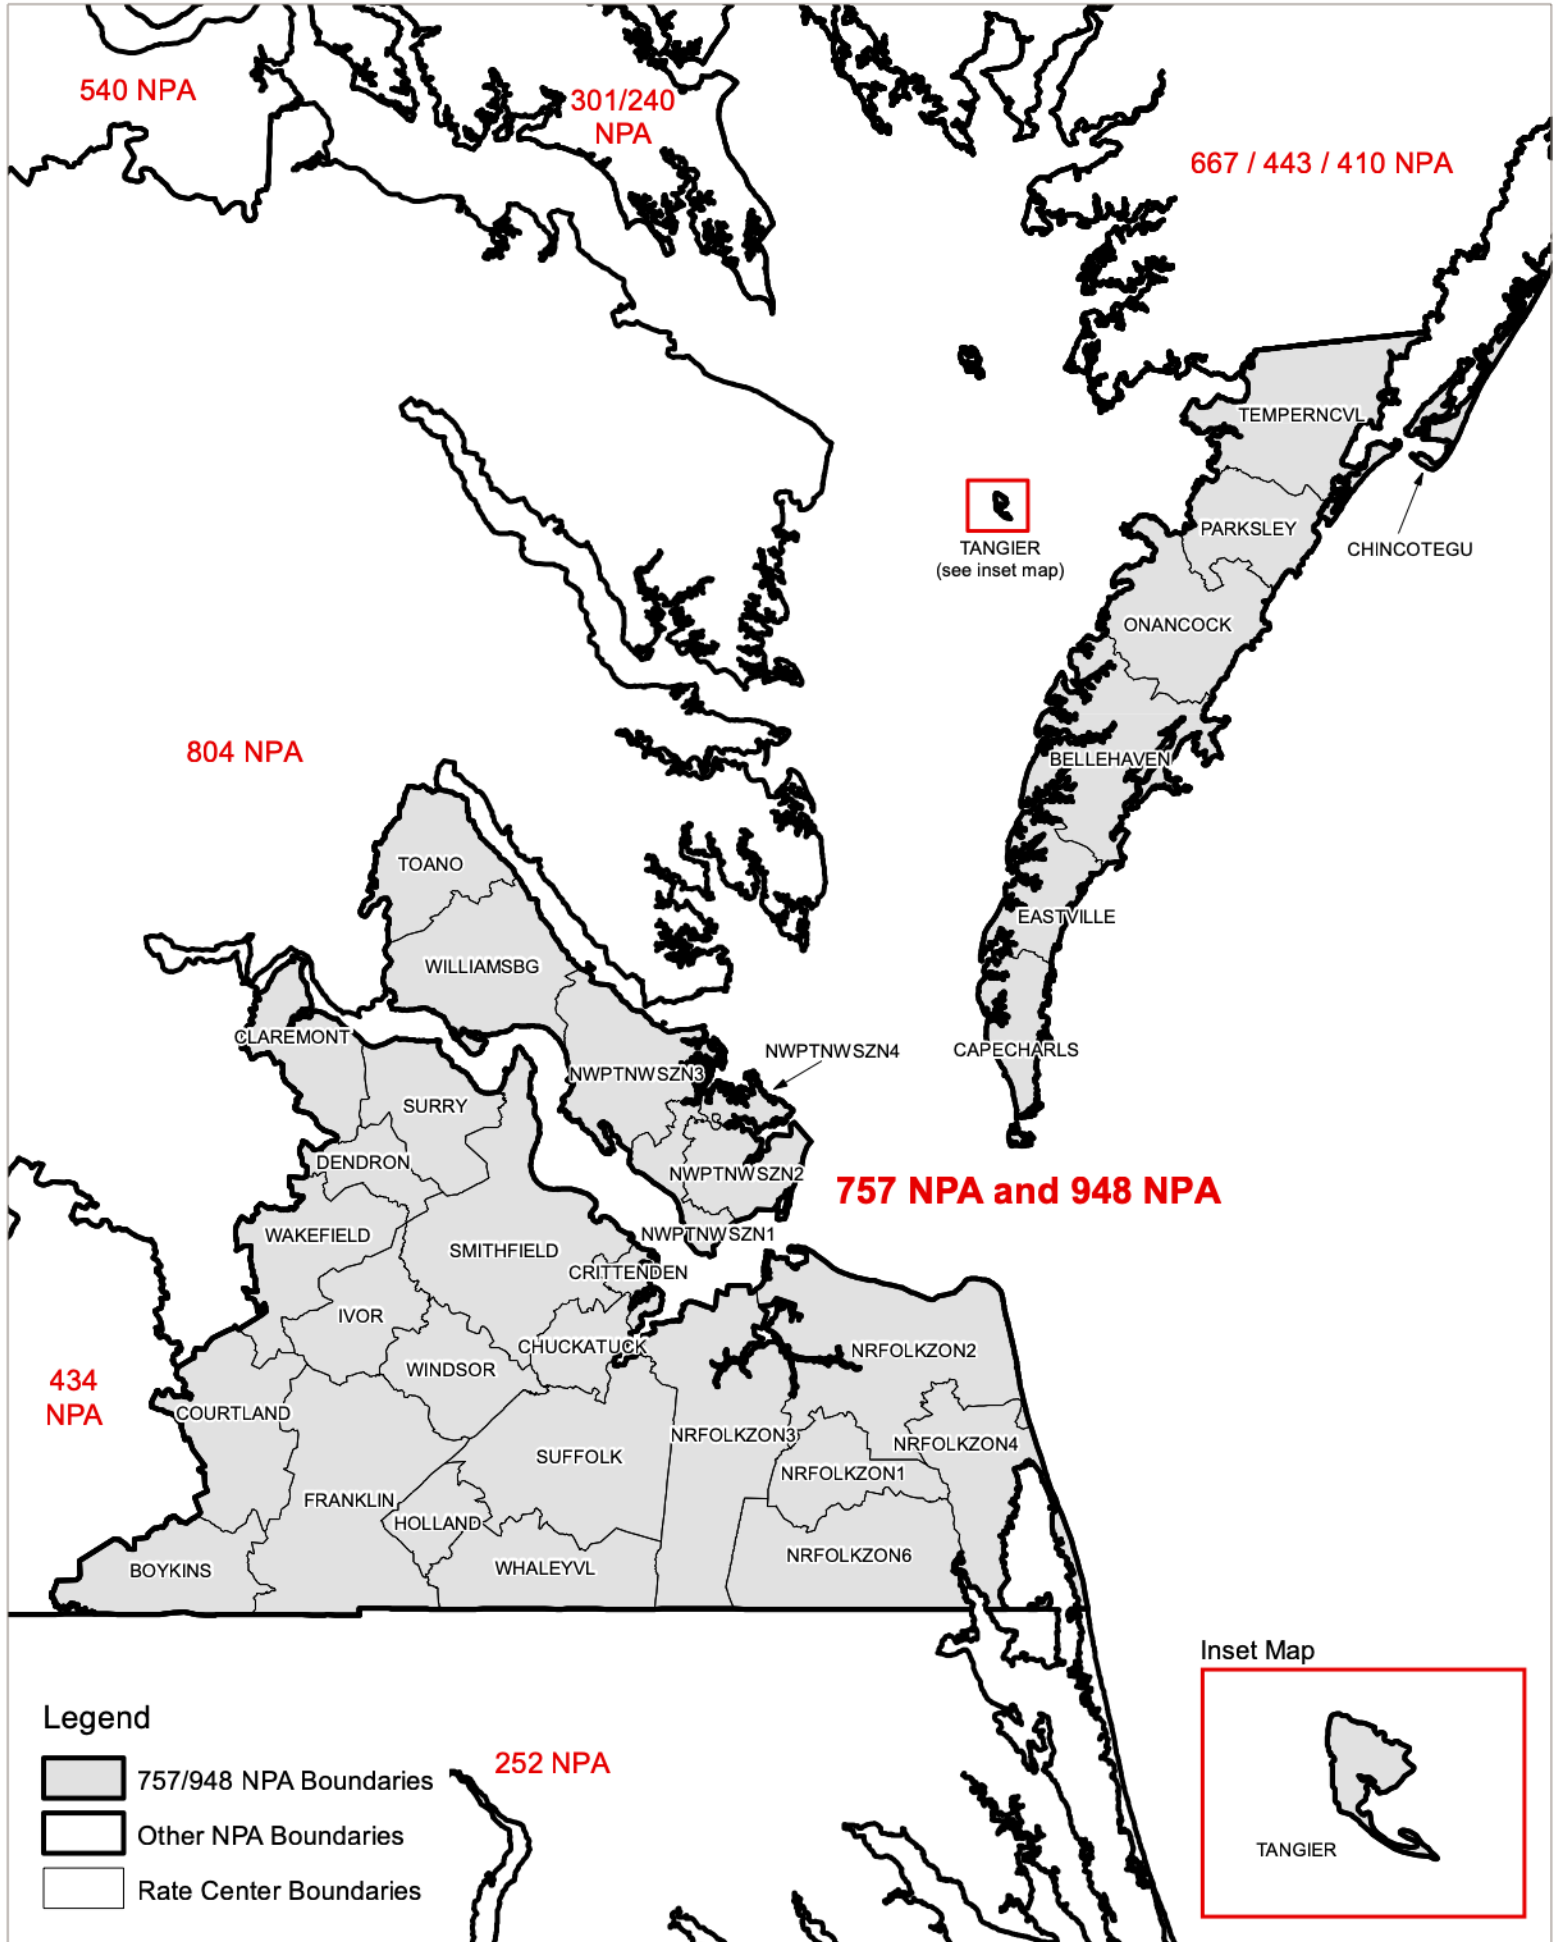 540 NPA
301/240
NPA
667 / 443 / 410 NPA
TEMPERNCVL
PARKSLEY
TANGIER
(see inset map)
CHINCOTEGU
ONANCOCK
804 NPA
BELLEHAVEN
TOANO
EASTVILLE
WILLIAMSBG
CLAREMONT
CAPECHARLS
NWPTNWSZN4
NWPTNWSZN3
SURRY
DENDRON
NWPTNWSZN2
757 NPA and 948 NPA
WAKEFIELD
NWPTNWSZN1
SMITHFIELD
CRITTENDEN
IVOR
CHUCKATUCK
NRFOLKZON2
WINDSOR
434
NPA
COURTLAND
NRFOLKZON3
NRFOLKZON4
SUFFOLK
NRFOLKZON1
FRANKLIN
HOLLAND
NRFOLKZON6
BOYKINS
WHALEYVL
Inset Map
TANGIER
252 NPA
Legend
757/948 NPA Boundaries
Other NPA Boundaries
Rate Center Boundaries